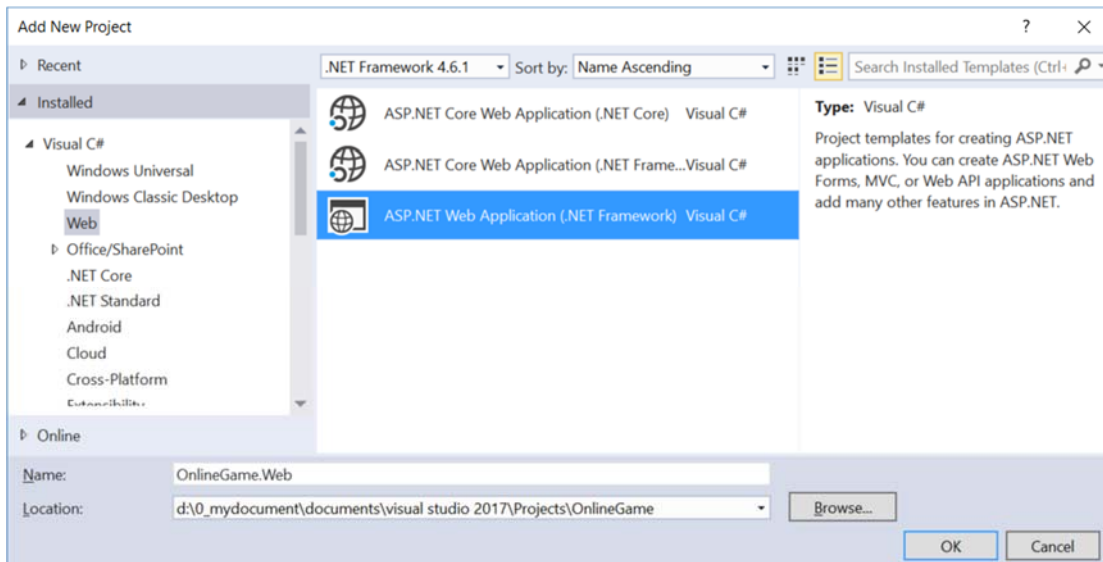 Add New Project
?
Recent
.NET Framework 4.6.1
Sort by:
Name Ascending
Search Installed Templates (Ctrl+
Installed
Visual C#
Windows Universal
Windows Classic Desktop
Web
Office/SharePoint
.NET Core
.NET Standard
Android
Cloud
Cross-Platform
Extensibility
Online
ASP.NET Core Web Application (.NET Core) Visual C#
ASP.NET Core Web Application (.NET Frame... Visual C#
ASP.NET Web Application (.NET Framework) Visual C#
Type: Visual C#
Project templates for creating ASP.NET
applications. You can create ASP.NET Web
Forms, MVC, or Web API applications and
add many other features in ASP.NET.
Name: OnlineGame.Web
Location: d:\0_mydocument\documents\visual studio 2017\Projects\OnlineGame
Browse...
OK
Cancel